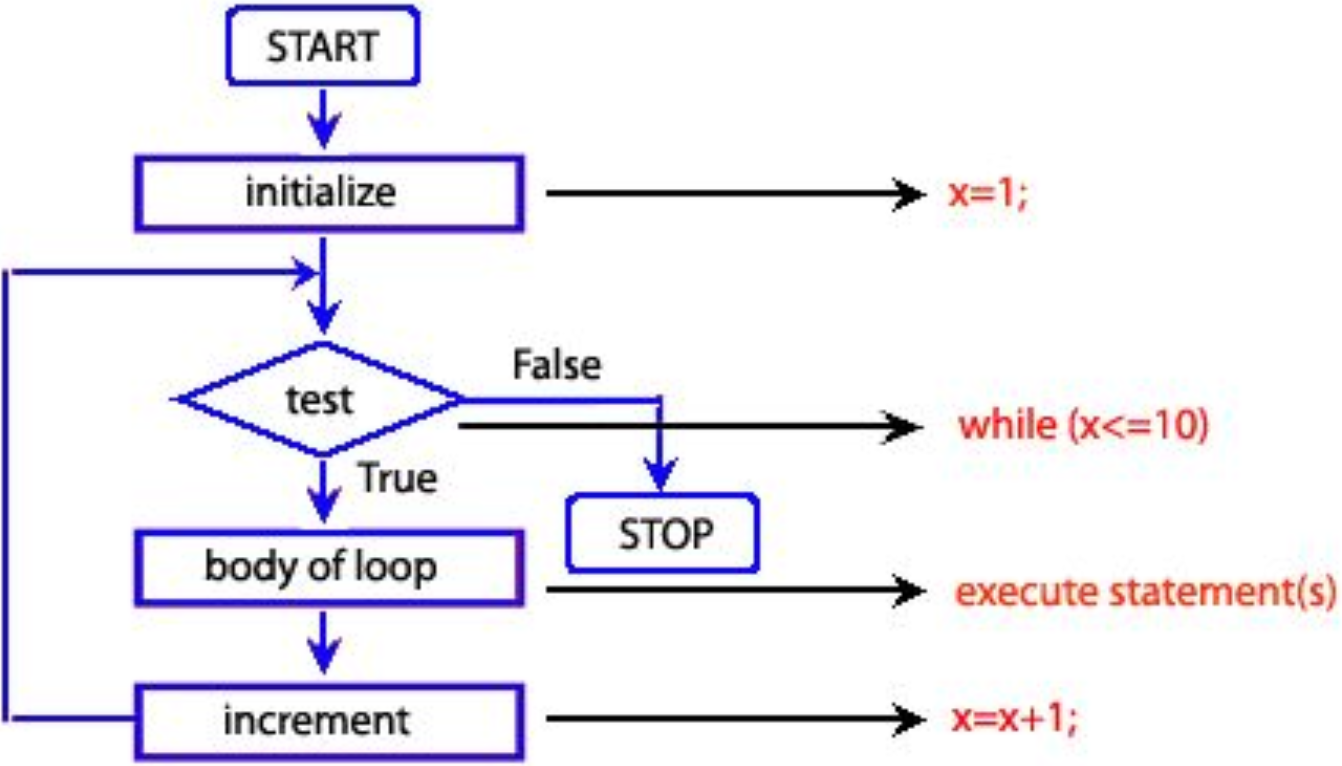 START
initialize
x=1;
False
test
while (x<=10)
True
STOP
body of loop
execute statement(s)
increment
x=x+1;